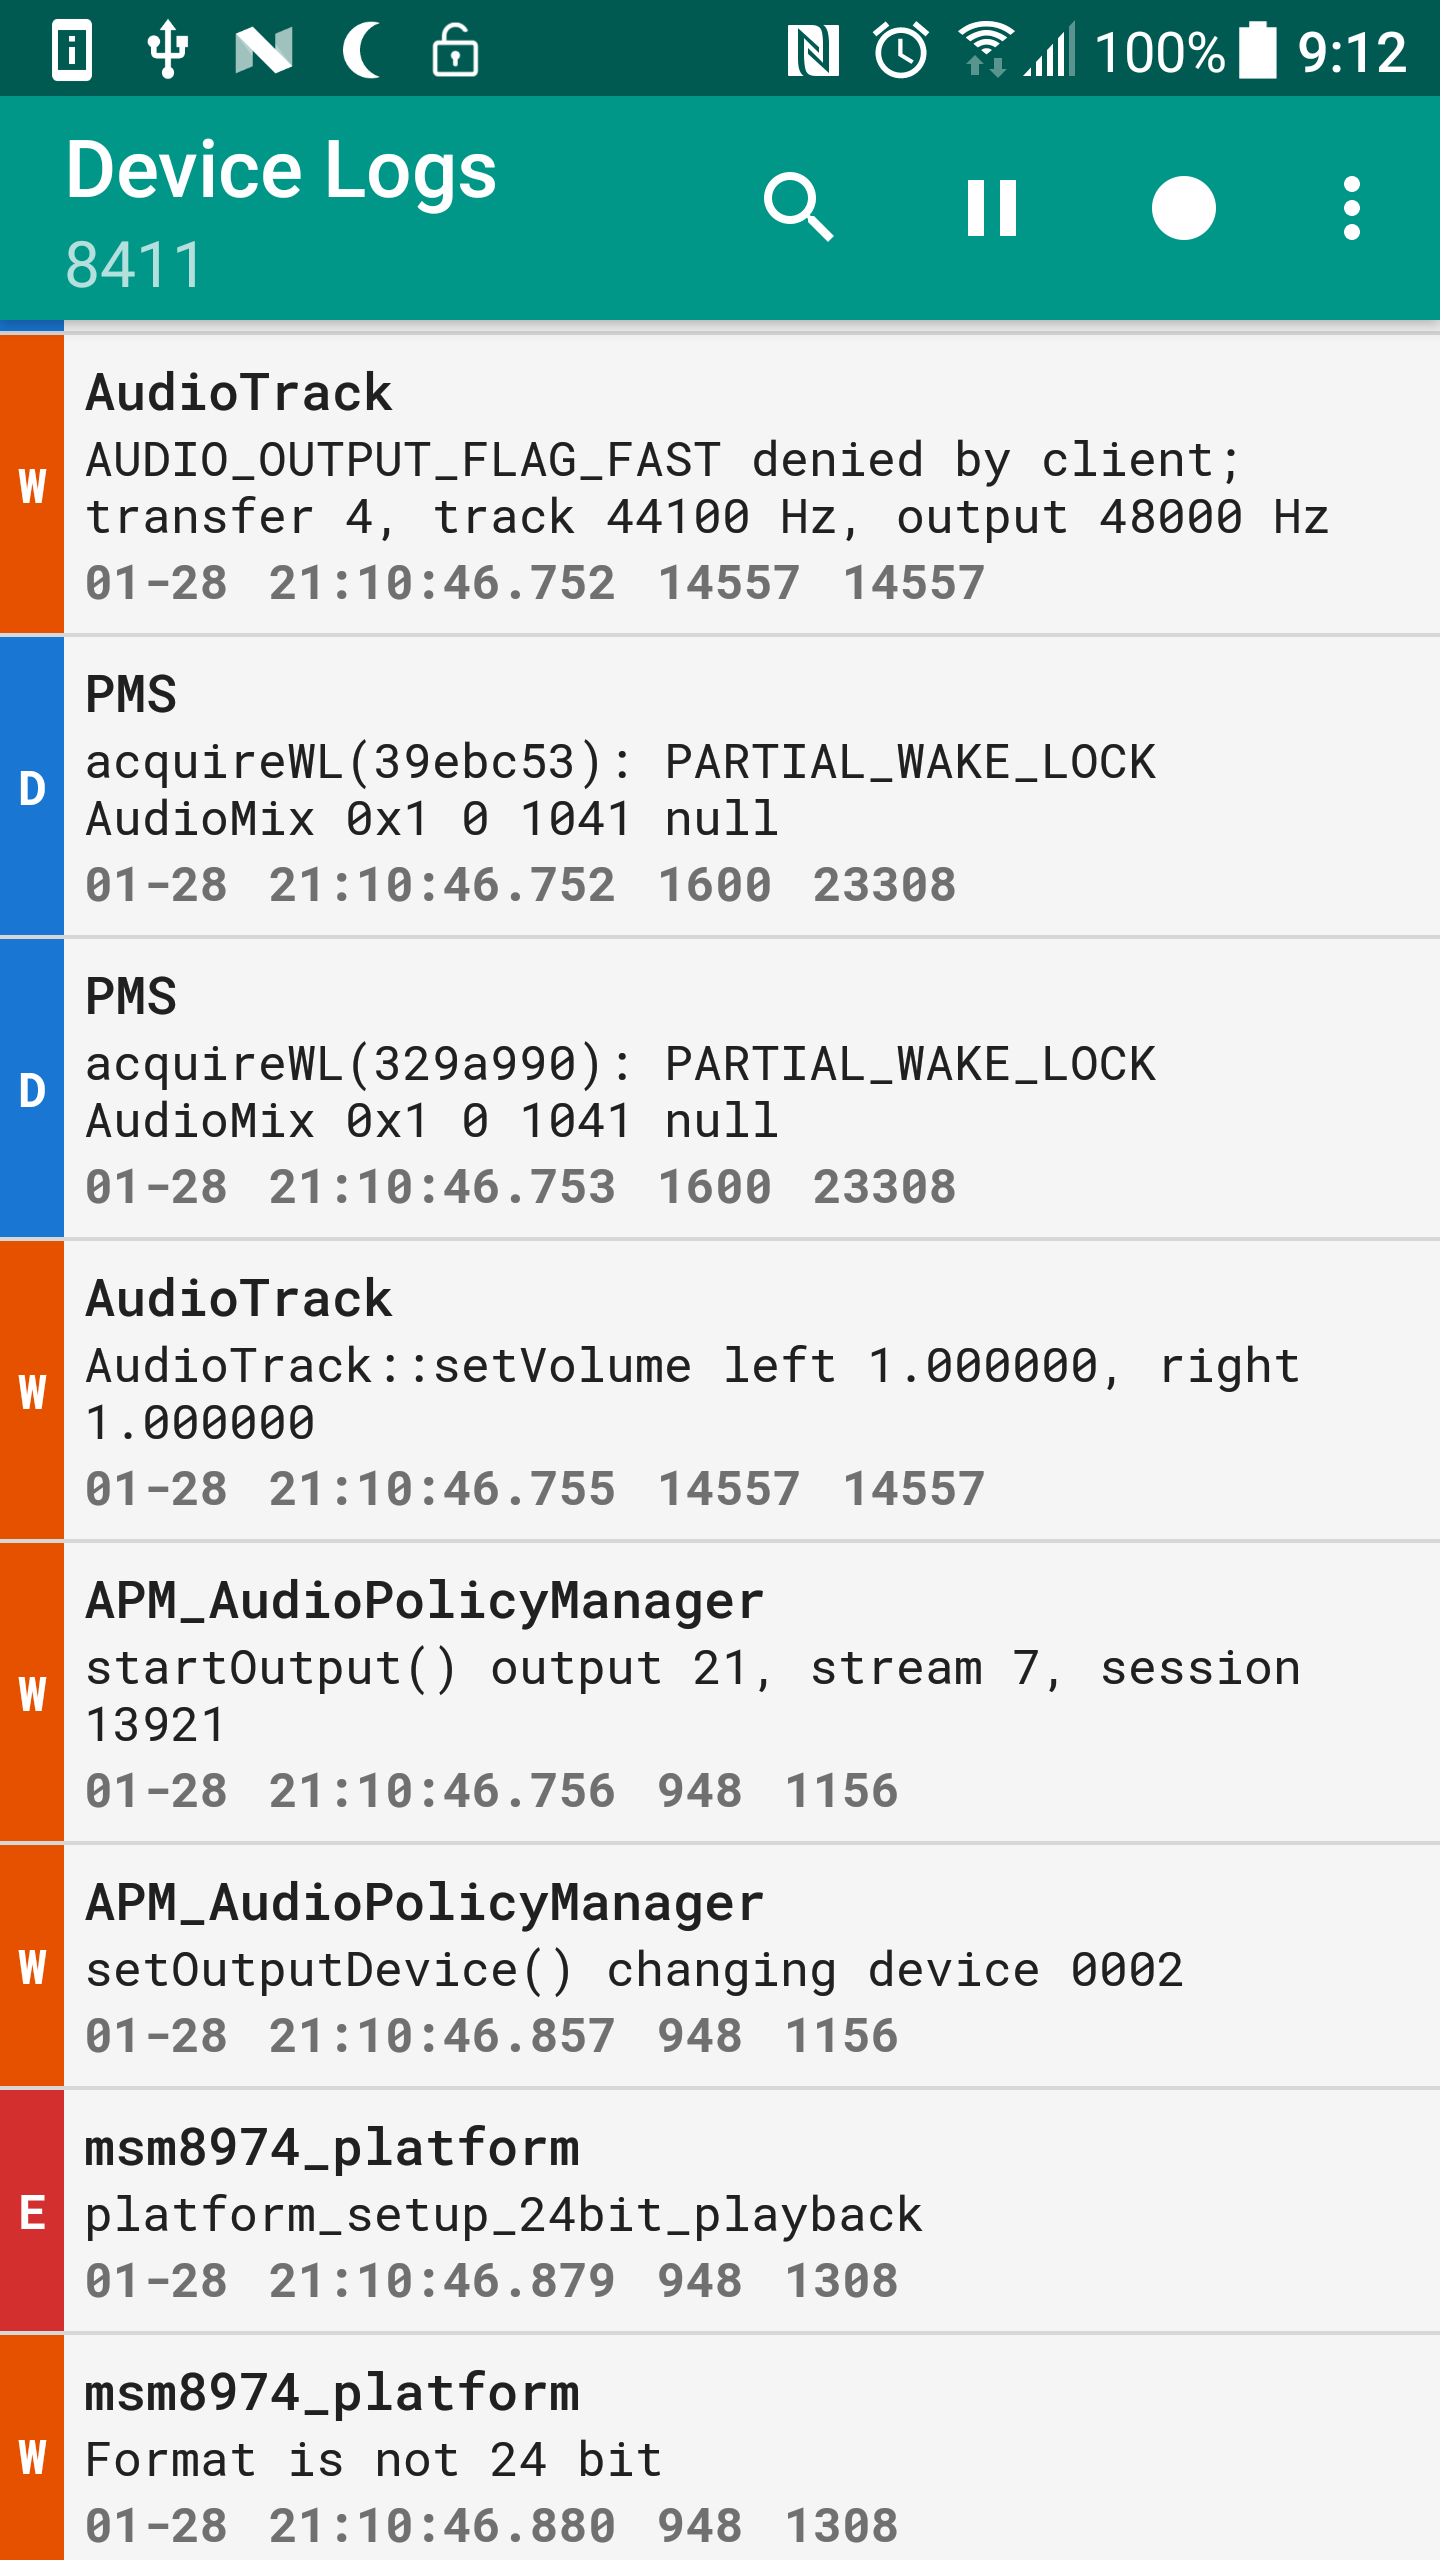 100% 9:12
Device Logs
8411
AudioTrack
W
AUDIO_OUTPUT_FLAG_FAST denied by client;
transfer 4, track 44100 Hz, output 48000 Hz
01-28 21:10:46.752 14557 14557
PMS
D
acquireWL(39ebc53): PARTIAL_WAKE_LOCK
AudioMix 0x1 0 1041 null
01-28 21:10:46.752 1600 23308
PMS
D
acquireWL(329a990): PARTIAL_WAKE_LOCK
AudioMix 0x1 0 1041 null
01-28 21:10:46.753 1600 23308
AudioTrack
W
AudioTrack::setVolume left 1.000000, right
1.000000
01-28 21:10:46.755 14557 14557
APM_AudioPolicyManager
W
startOutput() output 21, stream 7, session
13921
01-28 21:10:46.756 948 1156
APM_AudioPolicyManager
W
setOutputDevice() changing device 0002
01-28 21:10:46.857 948 1156
msm8974_platform
E
platform_setup_24bit_playback
01-28 21:10:46.879 948 1308
msm8974_platform
W
Format is not 24 bit
01-28 21:10:46.880 948 1308